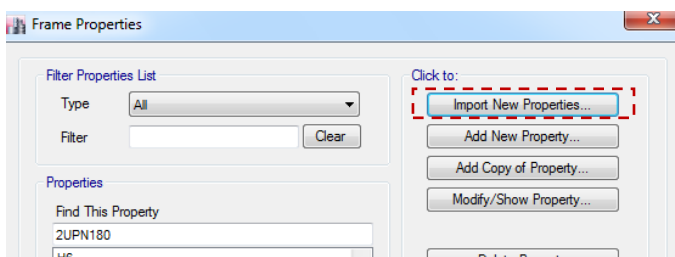 Frame Properties
Filter Properties List
Type All
Filter Clear
Properties
Find This Property
2UPN180
Click to:
Import New Properties...
Add New Property...
Add Copy of Property...
Modify/Show Property...